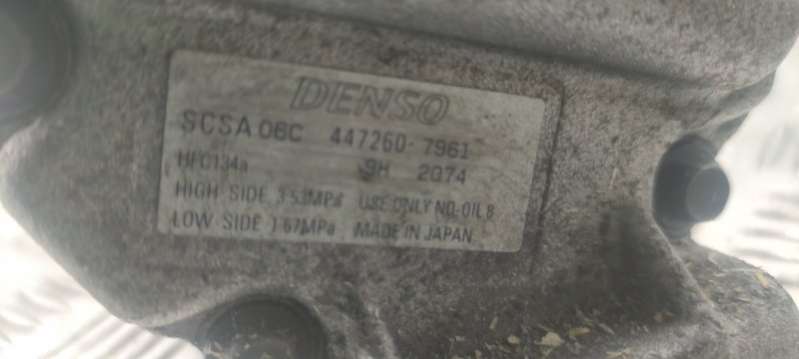 DENSO
SCSA 06C 447260-7961
HFC134a 9H 2074
HIGH SIDE 3.53MPa USE ONLY ND-OIL 8
LOW SIDE 1.67MPa MADE IN JAPAN